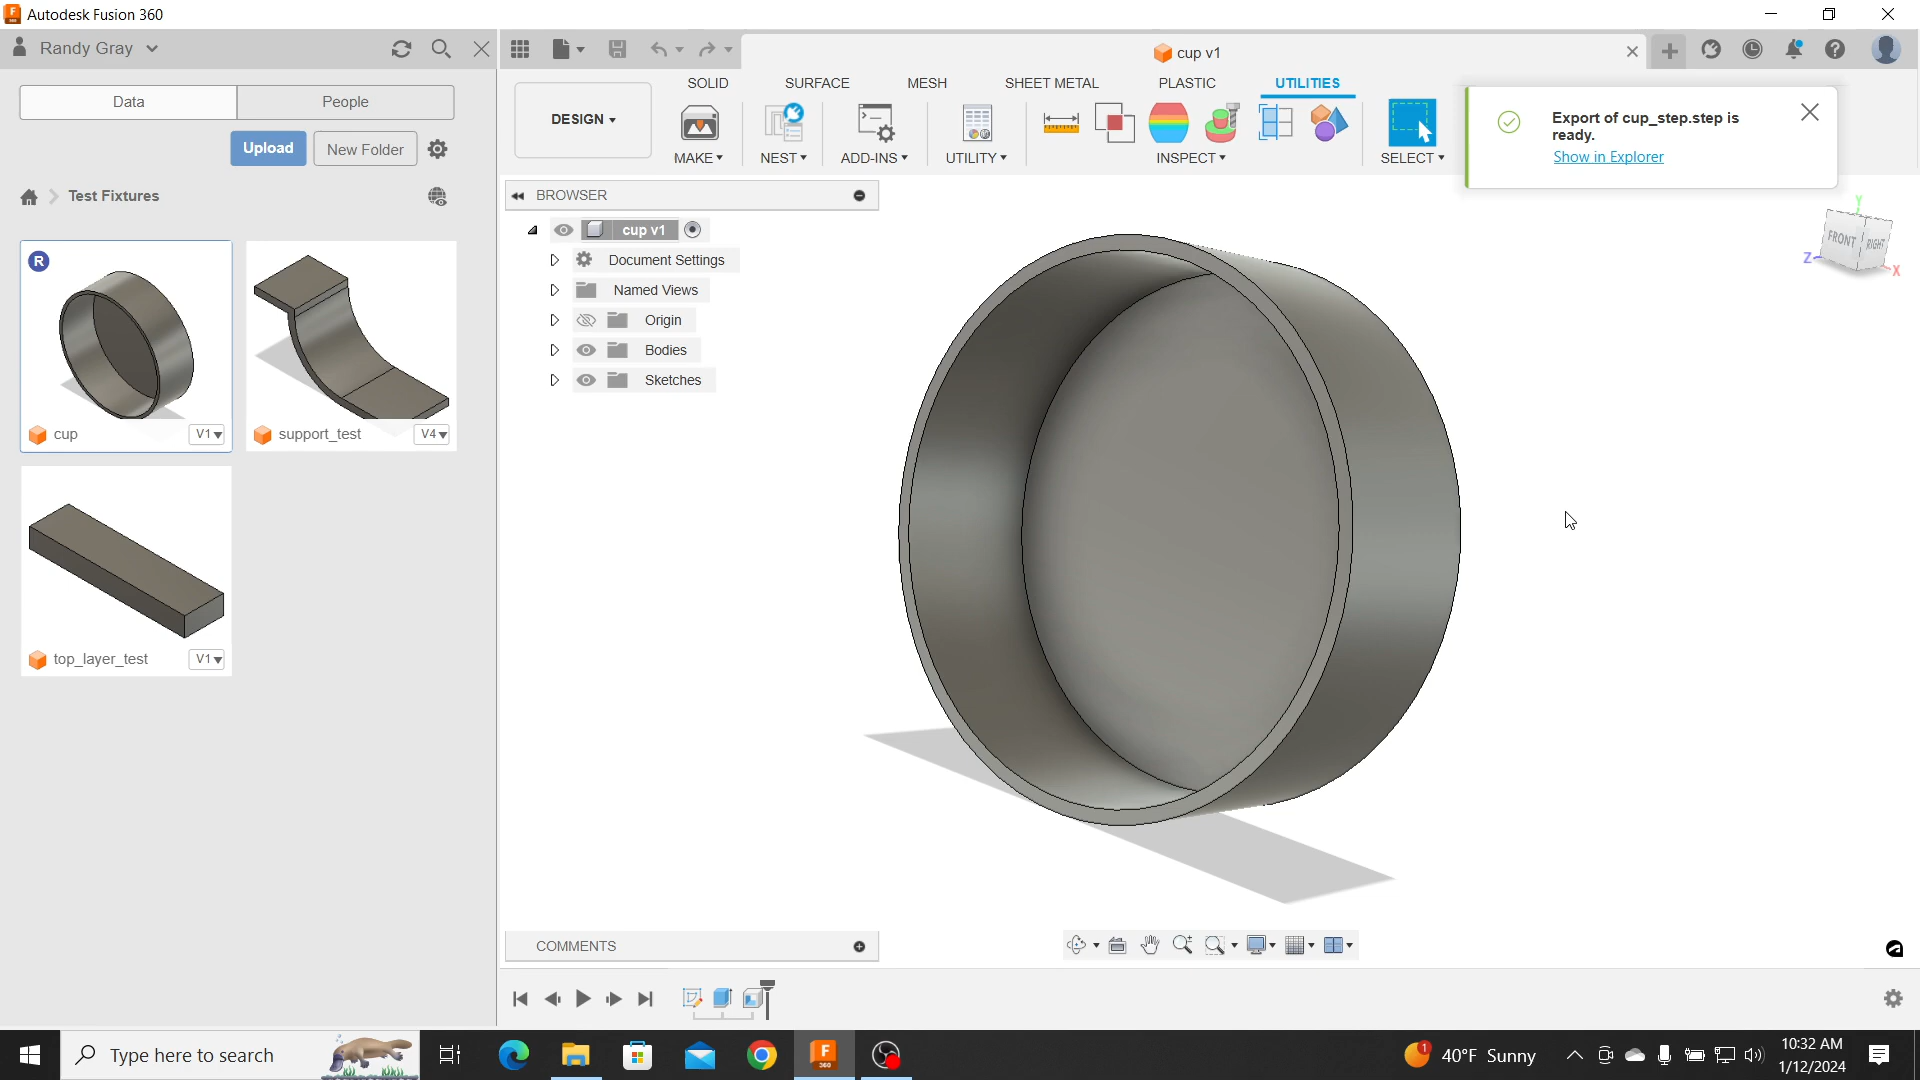 Autodesk Fusion 360
Randy Gray
cup v1
SOLID
SURFACE
MESH
SHEET METAL
PLASTIC
UTILITIES
Data
People
DESIGN
Export of cup_step.step is
ready.
Show in Explorer
Upload
New Folder
MAKE
NEST
ADD-INS
UTILITY
INSPECT
SELECT
Test Fixtures
BROWSER
cup v1
Document Settings
Named Views
Origin
Bodies
Sketches
Y
FRONT
RIGHT
Z
X
R
cup
V1
support_test
V4
top_layer_test
V1
COMMENTS
Type here to search
F
360
1
40°F Sunny
10:32 AM
1/12/2024